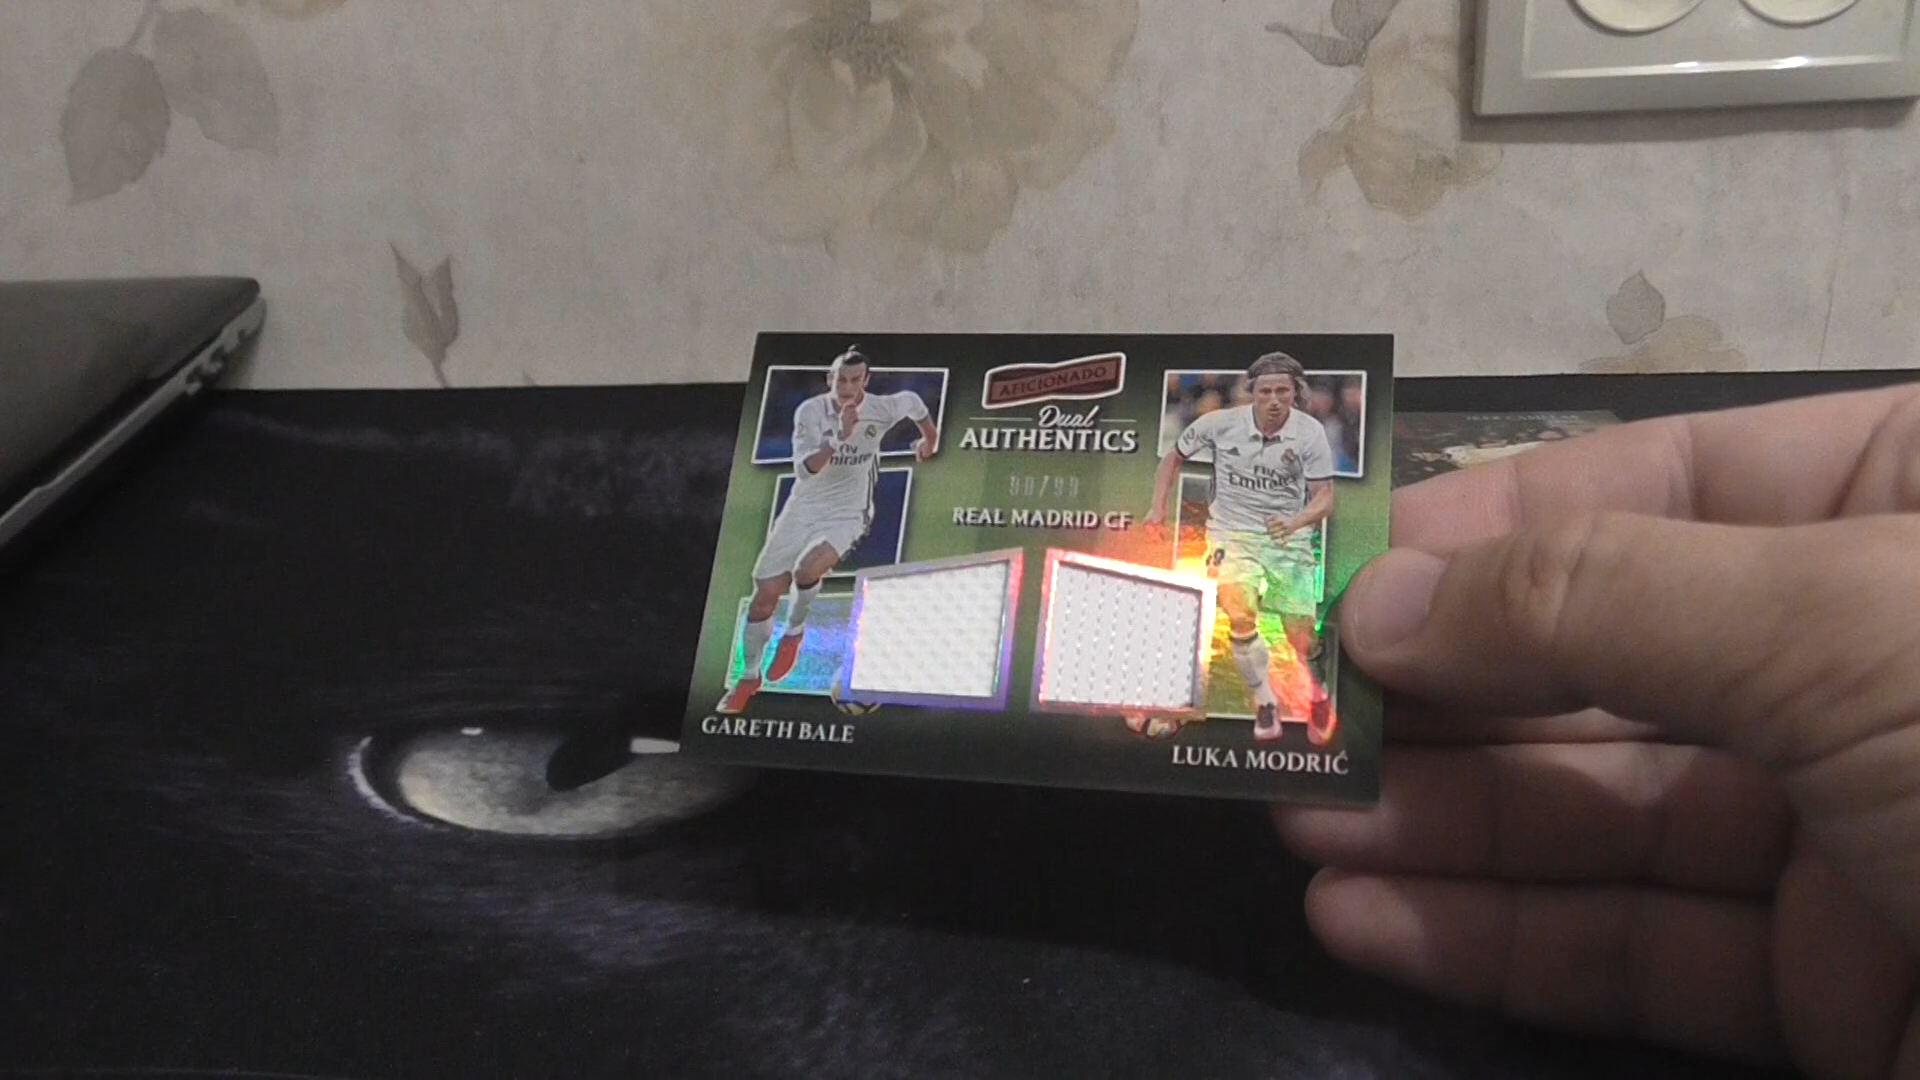 AFICIONADO
Dual
AUTHENTICS
REAL MADRID CF
Fly
Emirates
Fly
Emirates
GARETH BALE
LUKA MODRIĆ